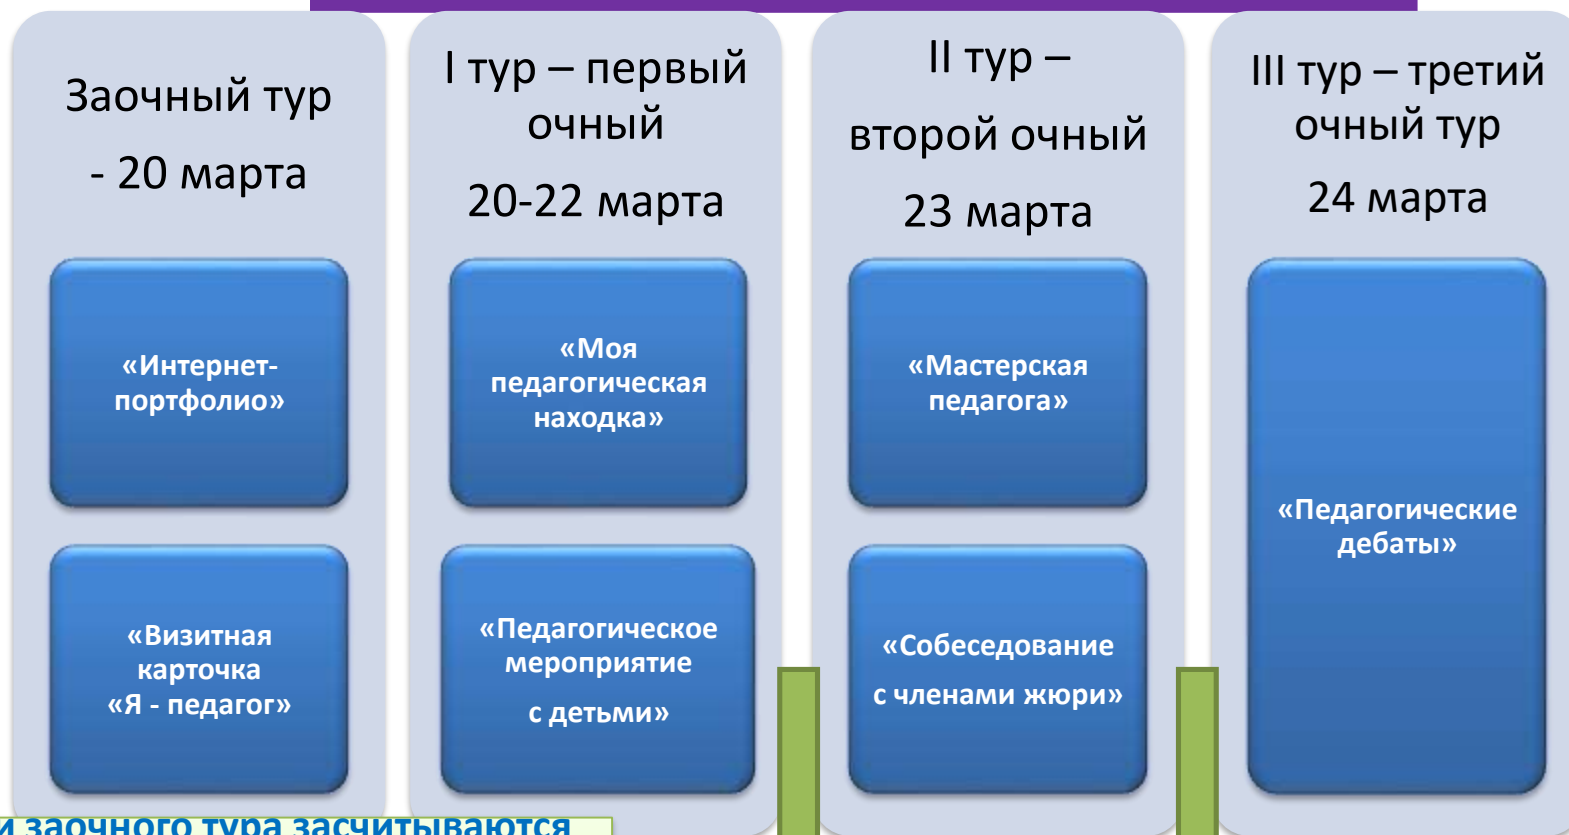 Заочный тур
- 20 марта
«Интернет-
портфолио»
«Визитная
карточка
«Я - педагог»
I тур – первый
очный
20-22 марта
«Моя
педагогическая
находка»
«Педагогическое
мероприятие
с детьми»
II тур –
второй очный
23 марта
«Мастерская
педагога»
«Собеседование
с членами жюри»
III тур – третий
очный тур
24 марта
«Педагогические
дебаты»
и заочного тура засчитываются